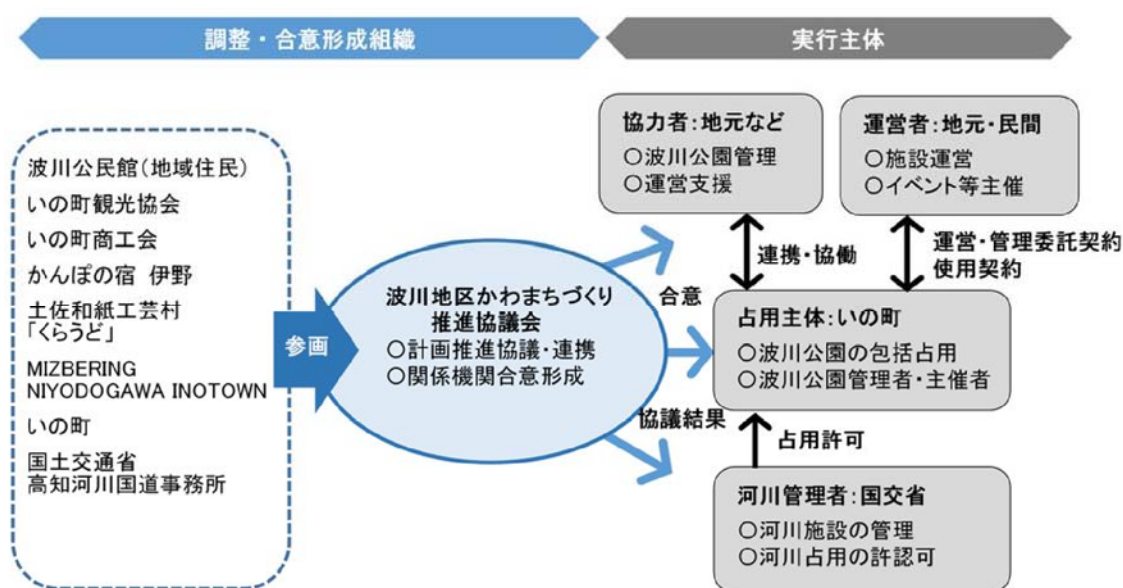 調整・合意形成組織
実行主体
波川公民館(地域住民)
いの町観光協会
いの町商工会
かんぽの宿 伊野
土佐和紙工芸村
「くらうど」
MIZBERING
NIYODOGAWA INOTOWN
いの町
国土交通省
高知河川国道事務所
参画
波川地区かわまちづくり
推進協議会
○計画推進協議・連携
○関係機関合意形成
合意
協議結果
協力者:地元など
○波川公園管理
○運営支援
運営者:地元・民間
○施設運営
○イベント等主催
連携・協働
運営・管理委託契約
使用契約
占用主体:いの町
○波川公園の包括占用
○波川公園管理者・主催者
占用許可
河川管理者:国交省
○河川施設の管理
○河川占用の許認可